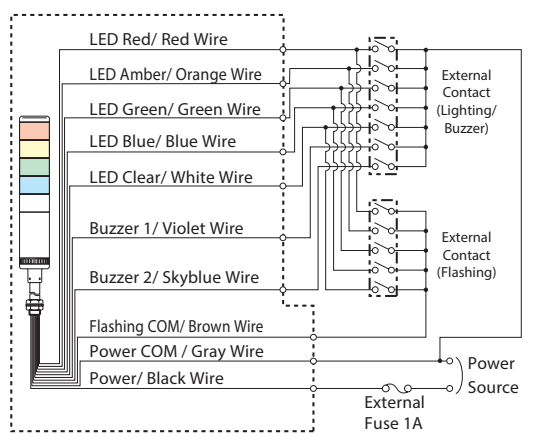 LED Red/ Red Wire
LED Amber/ Orange Wire
LED Green/ Green Wire
LED Blue/ Blue Wire
LED Clear/ White Wire
Buzzer 1/ Violet Wire
Buzzer 2/ Skyblue Wire
Flashing COM/ Brown Wire
Power COM / Gray Wire
Power/ Black Wire
External
Contact
(Lighting/
Buzzer)
External
Contact
(Flashing)
Power
Source
External
Fuse 1A